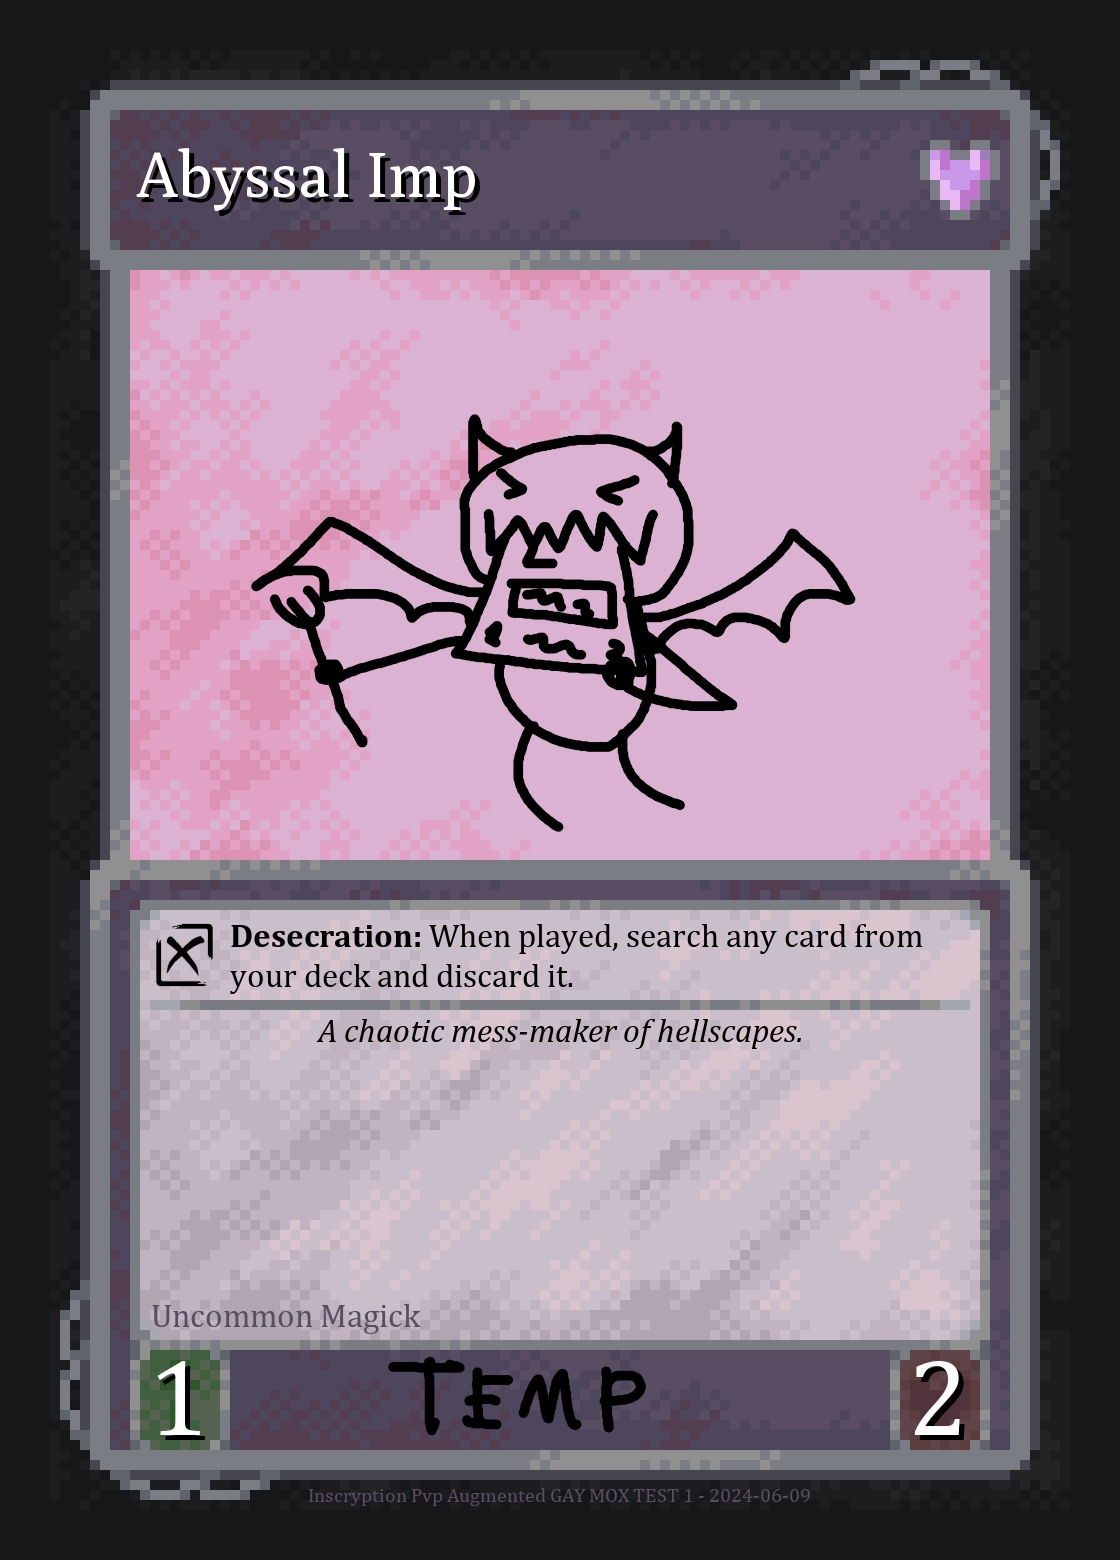 Abyssal Imp
Desecration: When played, search any card from
your deck and discard it.
A chaotic mess-maker of hellscapes.
Uncommon Magick
1
TEMP
2
Inscryption Pvp Augmented GAY MOX TEST 1 - 2024-06-09